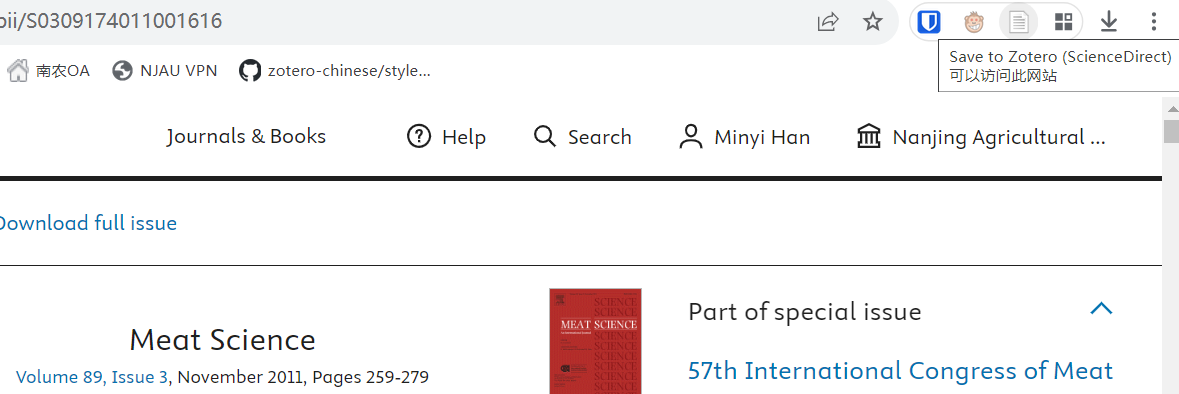 pii/S0309174011001616
Save to Zotero (ScienceDirect)
可以访问此网站
南农OA NJAU VPN zotero-chinese/style...
Journals & Books Help Search Minyi Han Nanjing Agricultural ...
Download full issue
Part of special issue
Meat Science
MEAT SCIENCE
57th International Congress of Meat
Volume 89, Issue 3, November 2011, Pages 259-279